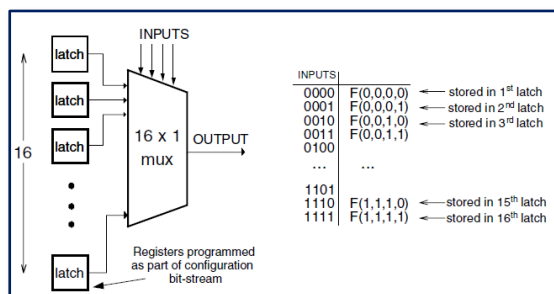 INPUTS
latch
latch
latch
16
16 x 1
mux
OUTPUT
latch
Registers programmed
as part of configuration
bit-stream
INPUTS
0000 F(0,0,0,0) stored in 1st latch
0001 F(0,0,0,1) stored in 2nd latch
0010 F(0,0,1,0) stored in 3rd latch
0011 F(0,0,1,1)
0100
... ...
1101
1110 F(1,1,1,0) stored in 15th latch
1111 F(1,1,1,1) stored in 16th latch